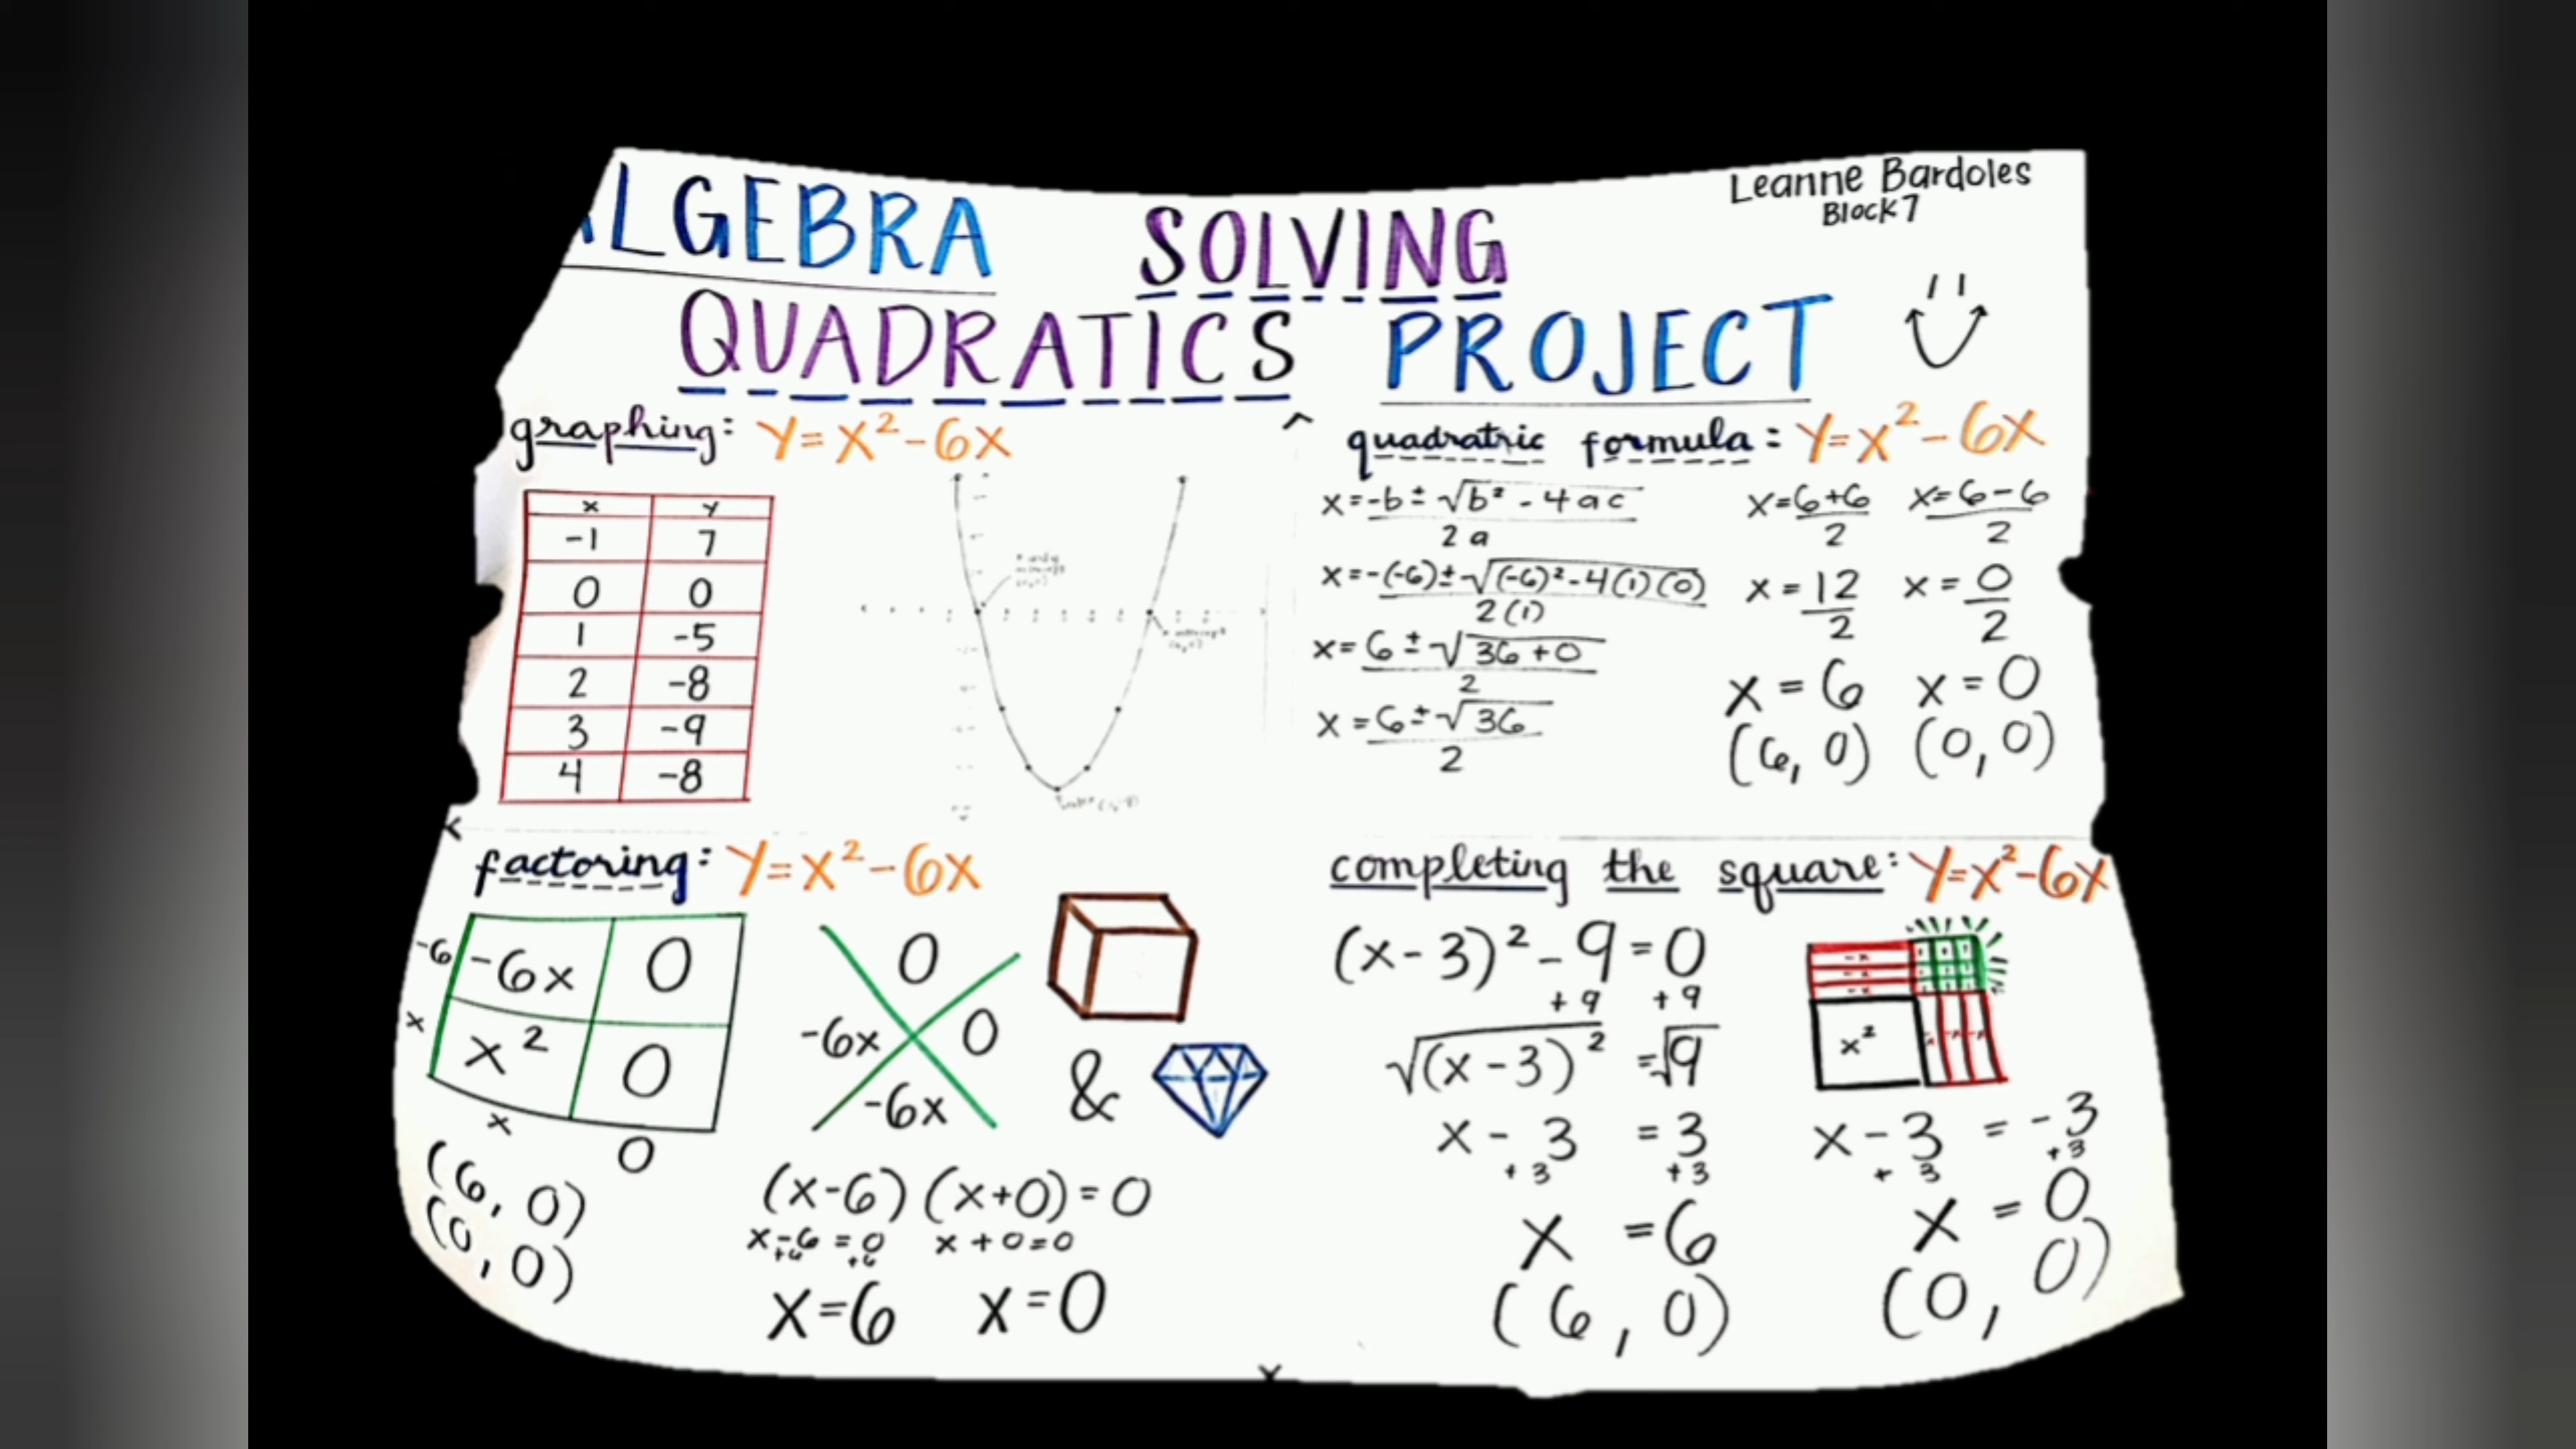 ALGEBRA SOLVING
QUADRATICS PROJECT
Leanne Bardoles
Block 7
graphing: Y=X²-6X
x y
-1 7
0 0
1 -5
2 -8
3 -9
4 -8
quadratric formula: Y=X²-6X
x=-b±√b²-4ac
2a
x=-(-6)±√(-6)²-4(1)(0)
2(1)
x=6±√36+0
2
x=6±√36
2
x=6+6 x=6-6
2 2
x=12 x=0
2 2
x=6 x=0
(6,0) (0,0)
factoring: Y=X²-6X
-6 -6x 0
x x² 0
x 0
(6,0)
(0,0)
0
-6x 0
-6x
&
(x-6)(x+0)=0
x-6=0 x+0=0
+6 +6
x=6 x=0
completing the square: Y=X²-6X
(x-3)²-9=0
+9 +9
√(x-3)²=√9
x-3=3
+3 +3
x=6
(6,0)
-x
-x
-x
x²
x-3=-3
+3 +3
x=0
(0,0)